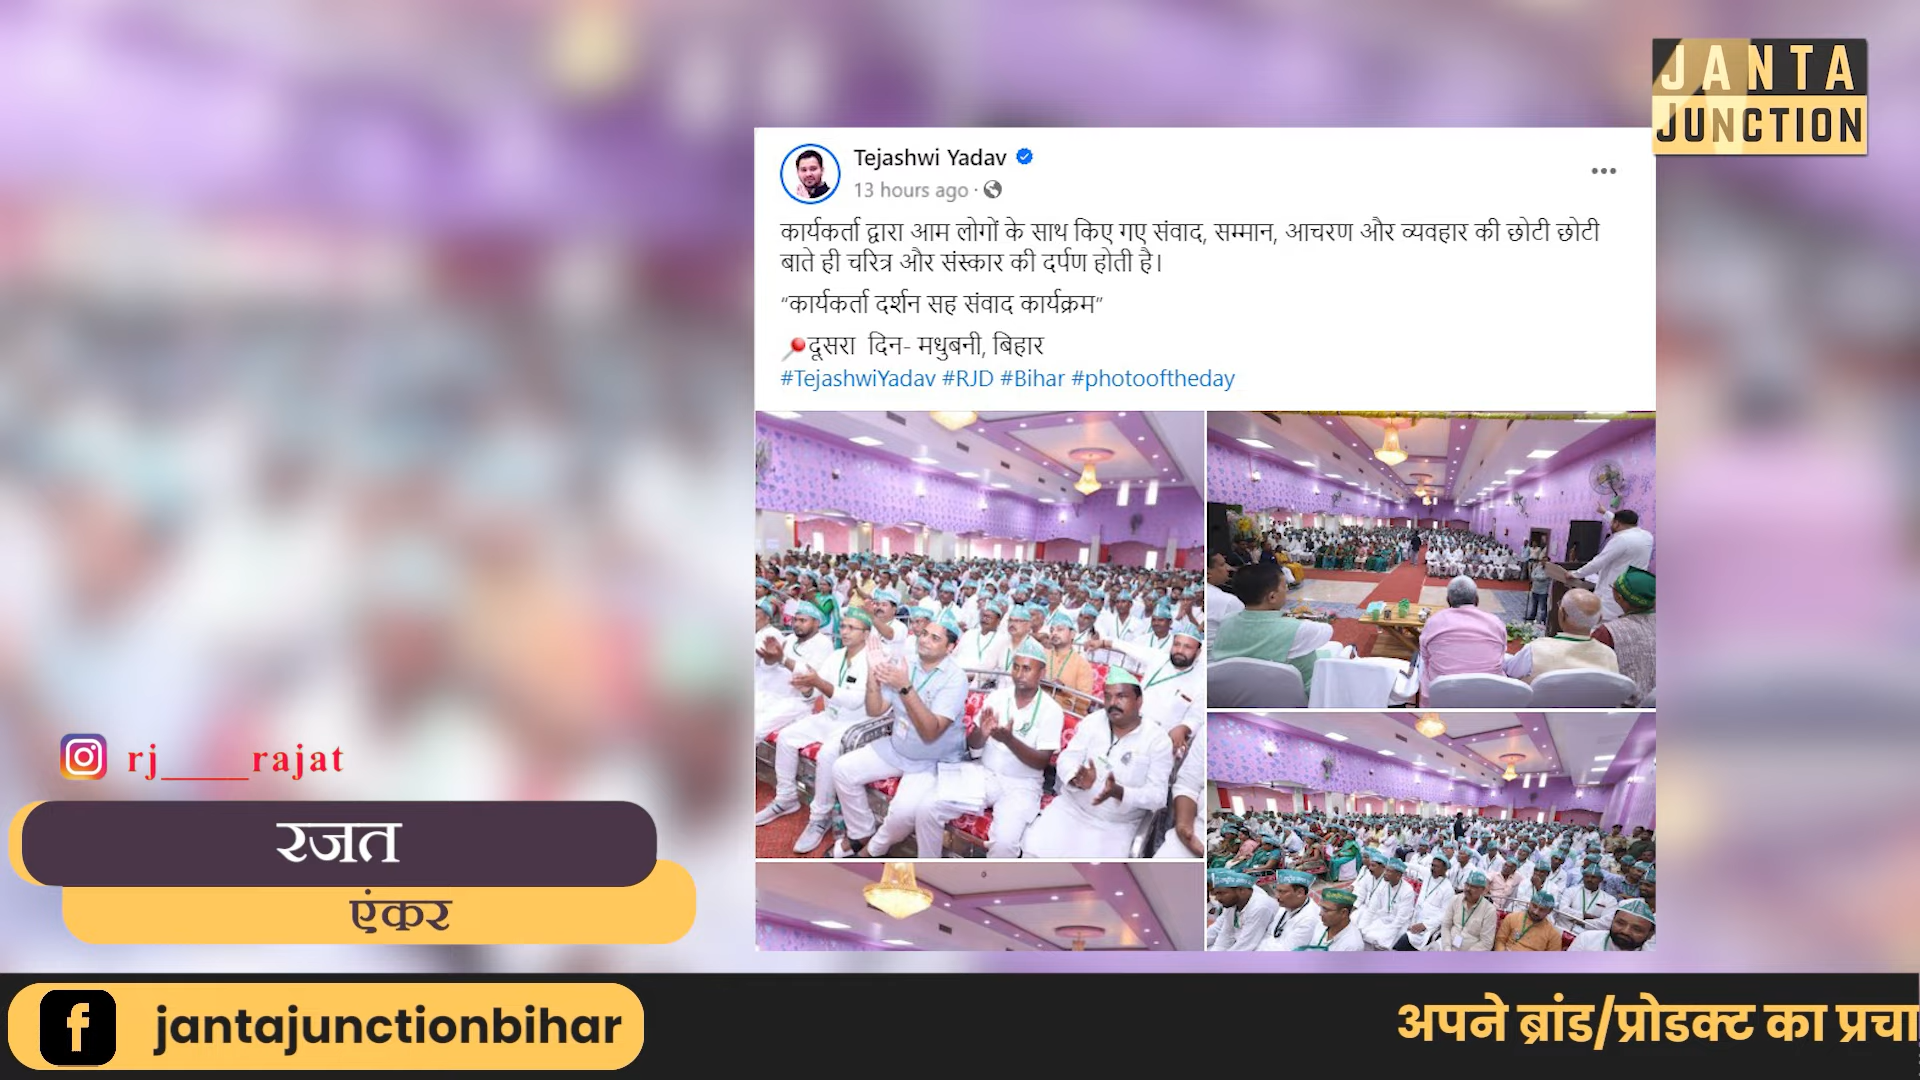 JANTA
JUNCTION
Tejashwi Yadav
13 hours ago
कार्यकर्ता द्वारा आम लोगों के साथ किए गए संवाद, सम्मान, आचरण और व्यवहार की छोटी छोटी
बाते ही चरित्र और संस्कार की दर्पण होती है।
“कार्यकर्ता दर्शन सह संवाद कार्यक्रम”
दूसरा दिन- मधुबनी, बिहार
#TejashwiYadav #RJD #Bihar #photooftheday
rj____rajat
रजत
एंकर
jantajunctionbihar
अपने ब्रांड/प्रोडक्ट का प्रचा